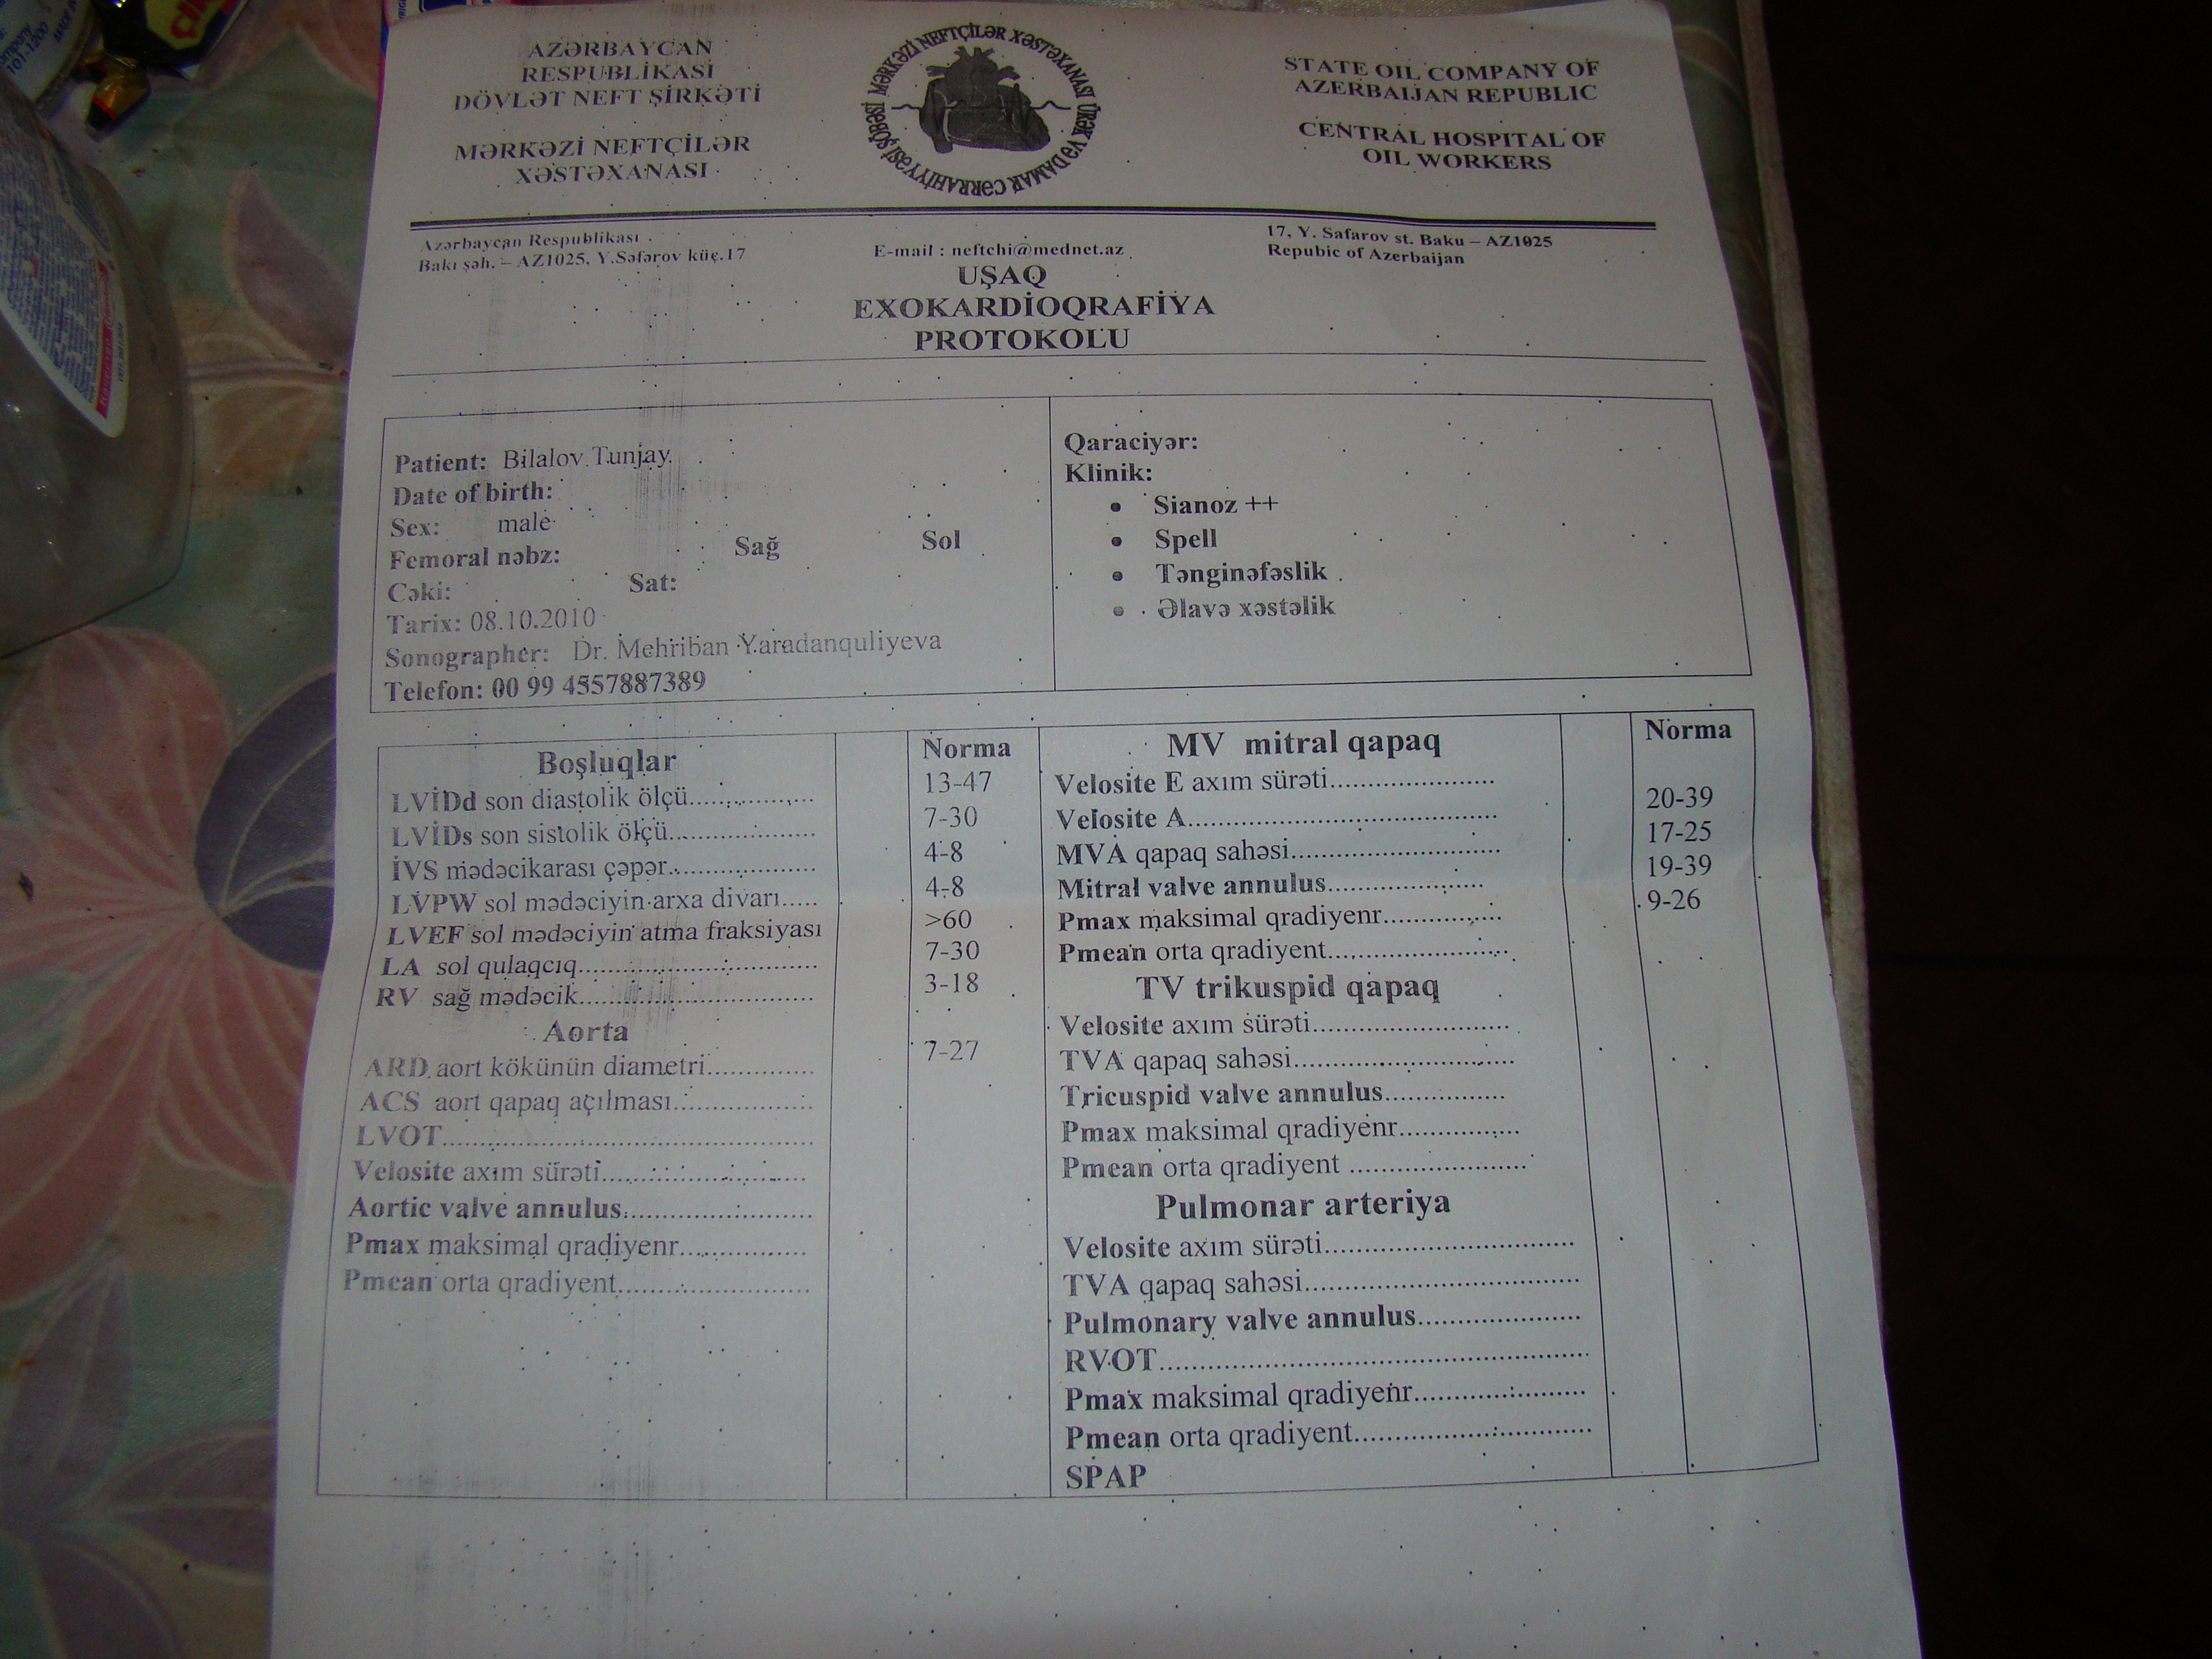 AZƏRBAYCAN
RESPUBLİKASI
DÖVLƏT NEFT ŞİRKƏTİ
MƏRKƏZİ NEFTÇİLƏR
XƏSTƏXANASI
MƏRKƏZİ NEFTÇİLƏR XƏSTƏXANASI ÜRƏK VƏ DAMAR CƏRRAHİYYƏSİ ŞÖBƏSİ
STATE OIL COMPANY OF
AZERBAIJAN REPUBLIC
CENTRAL HOSPITAL OF
OIL WORKERS
Azərbaycan Respublikası
Bakı şəh. – AZ1025, Y.Səfərov küç.17
E-mail : neftchi@mednet.az
17, Y. Safarov st. Baku – AZ1025
Repubic of Azerbaijan
UŞAQ
EXOKARDİOQRAFİYA
PROTOKOLU
Patient: Bilalov Tunjay
Date of birth:
Sex: male
Femoral nəbz: Sağ Sol
Cəki: Sat:
Tarix: 08.10.2010
Sonographer: Dr. Mehriban Yaradanquliyeva
Telefon: 00 99 4557887389
Qaraciyər:
Klinik:
• Sianoz ++
• Spell
• Tənginəfəslik
• Əlavə xəstəlik
Boşluqlar Norma
LVİDd son diastolik ölçü................ 13-47
LVİDs son sistolik ölçü................ 7-30
İVS mədəcikarası çəpər................ 4-8
LVPW sol mədəciyin arxa divarı..... 4-8
LVEF sol mədəciyin atma fraksiyası >60
LA sol qulaqcıq................ 7-30
RV sağ mədəcik................ 3-18
Aorta
ARD aort kökünün diametri.............. 7-27
ACS aort qapaq açılması................
LVOT................
Velosite axım sürəti................
Aortic valve annulus................
Pmax maksimal qradiyenr................
Pmean orta qradiyent................
MV mitral qapaq Norma
Velosite E axım sürəti................
Velosite A................ 20-39
MVA qapaq sahəsi................ 17-25
Mitral valve annulus................ 19-39
Pmax maksimal qradiyenr................ 9-26
Pmean orta qradiyent................
TV trikuspid qapaq
Velosite axım sürəti................
TVA qapaq sahəsi................
Tricuspid valve annulus................
Pmax maksimal qradiyenr................
Pmean orta qradiyent ................
Pulmonar arteriya
Velosite axım sürəti................
TVA qapaq sahəsi................
Pulmonary valve annulus................
RVOT................
Pmax maksimal qradiyenr................
Pmean orta qradiyent................
SPAP